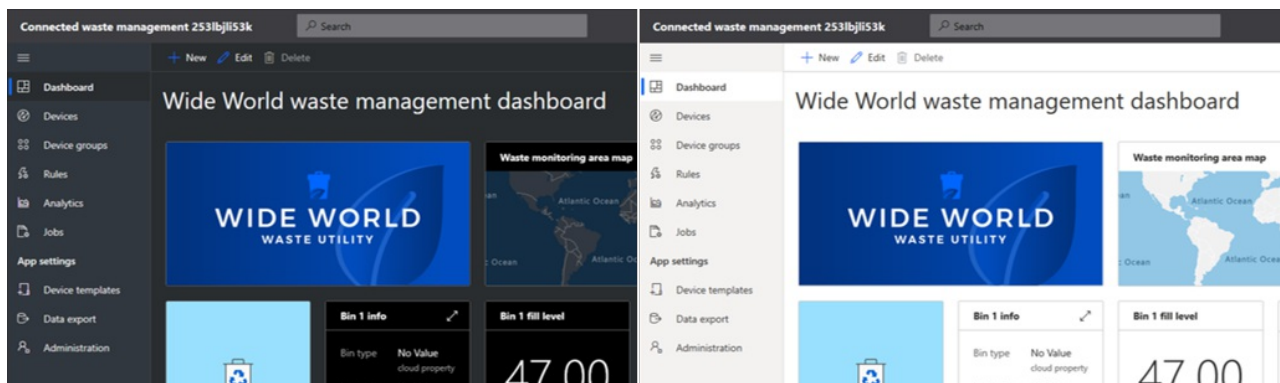 Connected waste management 253lbjli53k
Search
New Edit Delete
Dashboard
Devices
Device groups
Rules
Analytics
Jobs
App settings
Device templates
Data export
Administration
Wide World waste management dashboard
WIDE WORLD
WASTE UTILITY
Waste monitoring area map
Atlantic Ocean
Ocean
Atlantic Oc
Bin 1 info
Bin type No Value
cloud property
Bin 1 fill level
47.00
Connected waste management 253lbjli53k
Search
New Edit Delete
Dashboard
Devices
Device groups
Rules
Analytics
Jobs
App settings
Device templates
Data export
Administration
Wide World waste management dashboard
WIDE WORLD
WASTE UTILITY
Waste monitoring area map
Atlantic Ocean
Ocean
Atlantic Ocea
Bin 1 info
Bin type No Value
cloud property
Bin 1 fill level
47.00